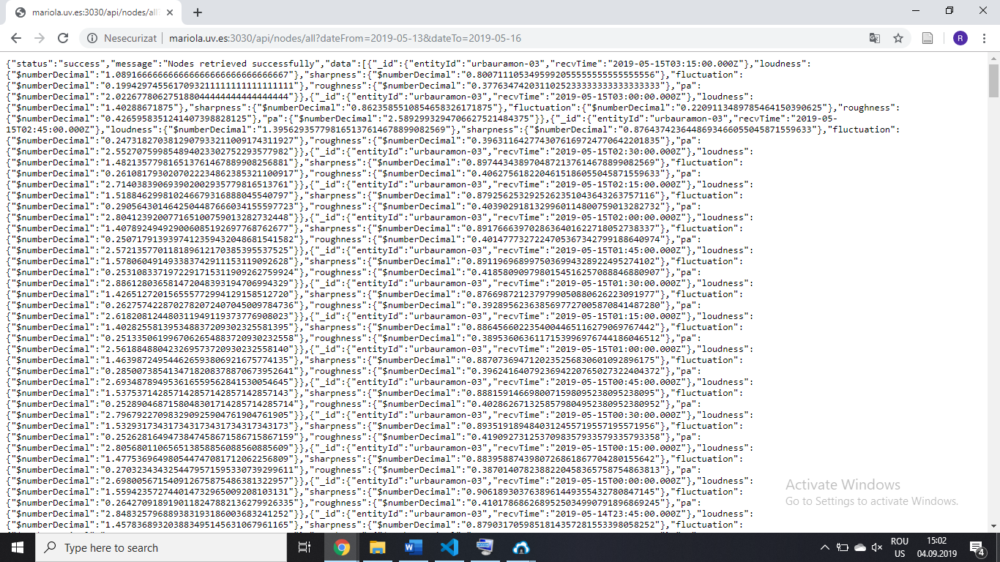 mariola.uv.es:3030/api/nodes/all?
Nesecurizat
mariola.uv.es:3030/api/nodes/all?dateFrom=2019-05-13&dateTo=2019-05-16
R
{"status":"success","message":"Nodes retrieved successfully","data":[{"_id":{"entityId":"urbauramon-03","recvTime":"2019-05-15T03:15:00.000Z"},"loudness":
{"$numberDecimal":"1.089166666666666666666666666666667"},"sharpness":{"$numberDecimal":"0.8007111053495992055555555555555556"},"fluctuation":
{"$numberDecimal":"0.1994297455617093211111111111111111"},"roughness":{"$numberDecimal":"0.3776347420311025233333333333333333"},"pa":
{"$numberDecimal":"2.022677806275188044444444444444444"}},{"_id":{"entityId":"urbauramon-03","recvTime":"2019-05-15T03:00:00.000Z"},"loudness":
{"$numberDecimal":"1.40288671875"},"sharpness":{"$numberDecimal":"0.8623585510854658326171875"},"fluctuation":{"$numberDecimal":"0.2209113489785464150390625"},"roughness":
{"$numberDecimal":"0.4265958351241407398828125"},"pa":{"$numberDecimal":"2.5892993294706627521484375"}},{"_id":{"entityId":"urbauramon-03","recvTime":"2019-05-
15T02:45:00.000Z"},"loudness":{"$numberDecimal":"1.395629357798165137614678899082569"},"sharpness":{"$numberDecimal":"0.8764374236448693466055045871559633"},"fluctuation":
{"$numberDecimal":"0.2473182703812907933211009174311927"},"roughness":{"$numberDecimal":"0.3963116427743076169724770642201835"},"pa":
{"$numberDecimal":"2.552707599854894023302752293577982"}},{"_id":{"entityId":"urbauramon-03","recvTime":"2019-05-15T02:30:00.000Z"},"loudness":
{"$numberDecimal":"1.482135779816513761467889908256881"},"sharpness":{"$numberDecimal":"0.8974434389704872137614678899082569"},"fluctuation":
{"$numberDecimal":"0.2610817930207022234862385321100917"},"roughness":{"$numberDecimal":"0.4062756182204615186055045871559633"},"pa":
{"$numberDecimal":"2.714038390693902002935779816513761"}},{"_id":{"entityId":"urbauramon-03","recvTime":"2019-05-15T02:15:00.000Z"},"loudness":
{"$numberDecimal":"1.518846299810246679316888045540797"},"sharpness":{"$numberDecimal":"0.8792562532925262351043643263757116"},"fluctuation":
{"$numberDecimal":"0.2905643014642504487666034155597723"},"roughness":{"$numberDecimal":"0.4039029181329960114800759013282732"},"pa":
{"$numberDecimal":"2.804123920077165100759013282732448"}},{"_id":{"entityId":"urbauramon-03","recvTime":"2019-05-15T02:00:00.000Z"},"loudness":
{"$numberDecimal":"1.407892494929006085192697768762677"},"sharpness":{"$numberDecimal":"0.8917666397028636401622718052738337"},"fluctuation":
{"$numberDecimal":"0.2507179139397412359432048681541582"},"roughness":{"$numberDecimal":"0.4014777327224705367342799188640974"},"pa":
{"$numberDecimal":"2.572135770118189612170385395537525"}},{"_id":{"entityId":"urbauramon-03","recvTime":"2019-05-15T01:45:00.000Z"},"loudness":
{"$numberDecimal":"1.578060491493383742911153119092628"},"sharpness":{"$numberDecimal":"0.8911969689975036994328922495274102"},"fluctuation":
{"$numberDecimal":"0.2531083371972291715311909262759924"},"roughness":{"$numberDecimal":"0.4185809097980154516257088846880907"},"pa":
{"$numberDecimal":"2.886128036581472048393194706994329"}},{"_id":{"entityId":"urbauramon-03","recvTime":"2019-05-15T01:30:00.000Z"},"loudness":
{"$numberDecimal":"1.426512720156555772994129158512720"},"sharpness":{"$numberDecimal":"0.8766987212379799050880626223091977"},"fluctuation":
{"$numberDecimal":"0.2627574228702782072407045009784736"},"roughness":{"$numberDecimal":"0.3928956236385697727005870841487280"},"pa":
{"$numberDecimal":"2.618208124480311949119373776908023"}},{"_id":{"entityId":"urbauramon-03","recvTime":"2019-05-15T01:15:00.000Z"},"loudness":
{"$numberDecimal":"1.402825581395348837209302325581395"},"sharpness":{"$numberDecimal":"0.8864566022354004465116279069767442"},"fluctuation":
{"$numberDecimal":"0.2513350619967062654883720930232558"},"roughness":{"$numberDecimal":"0.3895360636117153996976744186046512"},"pa":
{"$numberDecimal":"2.561884880423269573720930232558140"}},{"_id":{"entityId":"urbauramon-03","recvTime":"2019-05-15T01:00:00.000Z"},"loudness":
{"$numberDecimal":"1.463987249544626593806921675774135"},"sharpness":{"$numberDecimal":"0.8870736947120235256830601092896175"},"fluctuation":
{"$numberDecimal":"0.2850073854134718208378870673952641"},"roughness":{"$numberDecimal":"0.3962416407923694220765027322404372"},"pa":
{"$numberDecimal":"2.693487894953616559562841530054645"}},{"_id":{"entityId":"urbauramon-03","recvTime":"2019-05-15T00:45:00.000Z"},"loudness":
{"$numberDecimal":"1.537537142857142857142857142857143"},"sharpness":{"$numberDecimal":"0.8881591466980071598095238095238095"},"fluctuation":
{"$numberDecimal":"0.2528904687158048301714285714285714"},"roughness":{"$numberDecimal":"0.4028626713258579804952380952380952"},"pa":
{"$numberDecimal":"2.796792270983290925904761904761905"}},{"_id":{"entityId":"urbauramon-03","recvTime":"2019-05-15T00:30:00.000Z"},"loudness":
{"$numberDecimal":"1.532931734317343173431734317343173"},"sharpness":{"$numberDecimal":"0.8935191894840312455719557195571956"},"fluctuation":
{"$numberDecimal":"0.2526281649473847458671586715867159"},"roughness":{"$numberDecimal":"0.4190927312537098357933579335793358"},"pa":
{"$numberDecimal":"2.805680110656513858856088560885609"}},{"_id":{"entityId":"urbauramon-03","recvTime":"2019-05-15T00:15:00.000Z"},"loudness":
{"$numberDecimal":"1.477536964980544747081712062256809"},"sharpness":{"$numberDecimal":"0.8839588743980726861867704280155642"},"fluctuation":
{"$numberDecimal":"0.2703234343254479571595330739299611"},"roughness":{"$numberDecimal":"0.3870140782388220458365758754863813"},"pa":
{"$numberDecimal":"2.698005671540912675875486381322957"}},{"_id":{"entityId":"urbauramon-03","recvTime":"2019-05-15T00:00:00.000Z"},"loudness":
{"$numberDecimal":"1.559423572744014732965009208103131"},"sharpness":{"$numberDecimal":"0.9061893037638961449355432780847145"},"fluctuation":
{"$numberDecimal":"0.2642709189190118247882136279926335"},"roughness":{"$numberDecimal":"0.4101786862689525034990791896869245"},"pa":
{"$numberDecimal":"2.848325796889383193186003683241252"}},{"_id":{"entityId":"urbauramon-03","recvTime":"2019-05-14T23:45:00.000Z"},"loudness":
{"$numberDecimal":"1.457836893203883495145631067961165"},"sharpness":{"$numberDecimal":"0.8790317059851814357281553398058252"},"fluctuation":
Activate Windows
Go to Settings to activate Windows.
Type here to search
ROU
US
15:02
04.09.2019
4